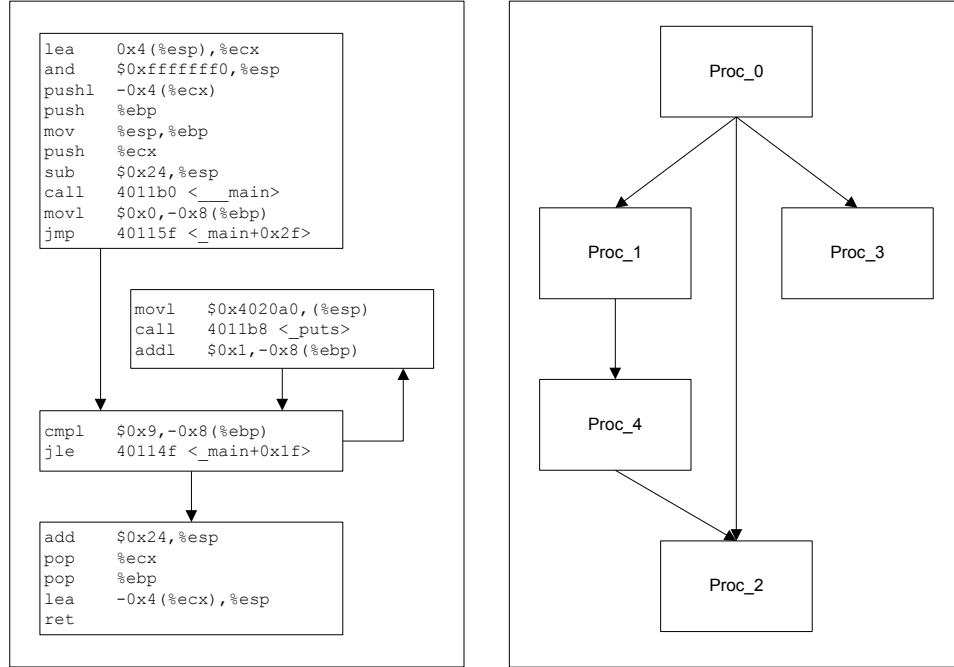 lea 0x4(%esp),%ecx
and $0xfffffff0,%esp
pushl -0x4(%ecx)
push %ebp
mov %esp,%ebp
push %ecx
sub $0x24,%esp
call 4011b0 <___main>
movl $0x0,-0x8(%ebp)
jmp 40115f <_main+0x2f>
movl $0x4020a0,(%esp)
call 4011b8 <_puts>
addl $0x1,-0x8(%ebp)
cmpl $0x9,-0x8(%ebp)
jle 40114f <_main+0x1f>
add $0x24,%esp
pop %ecx
pop %ebp
lea -0x4(%ecx),%esp
ret
Proc_0
Proc_1
Proc_3
Proc_4
Proc_2